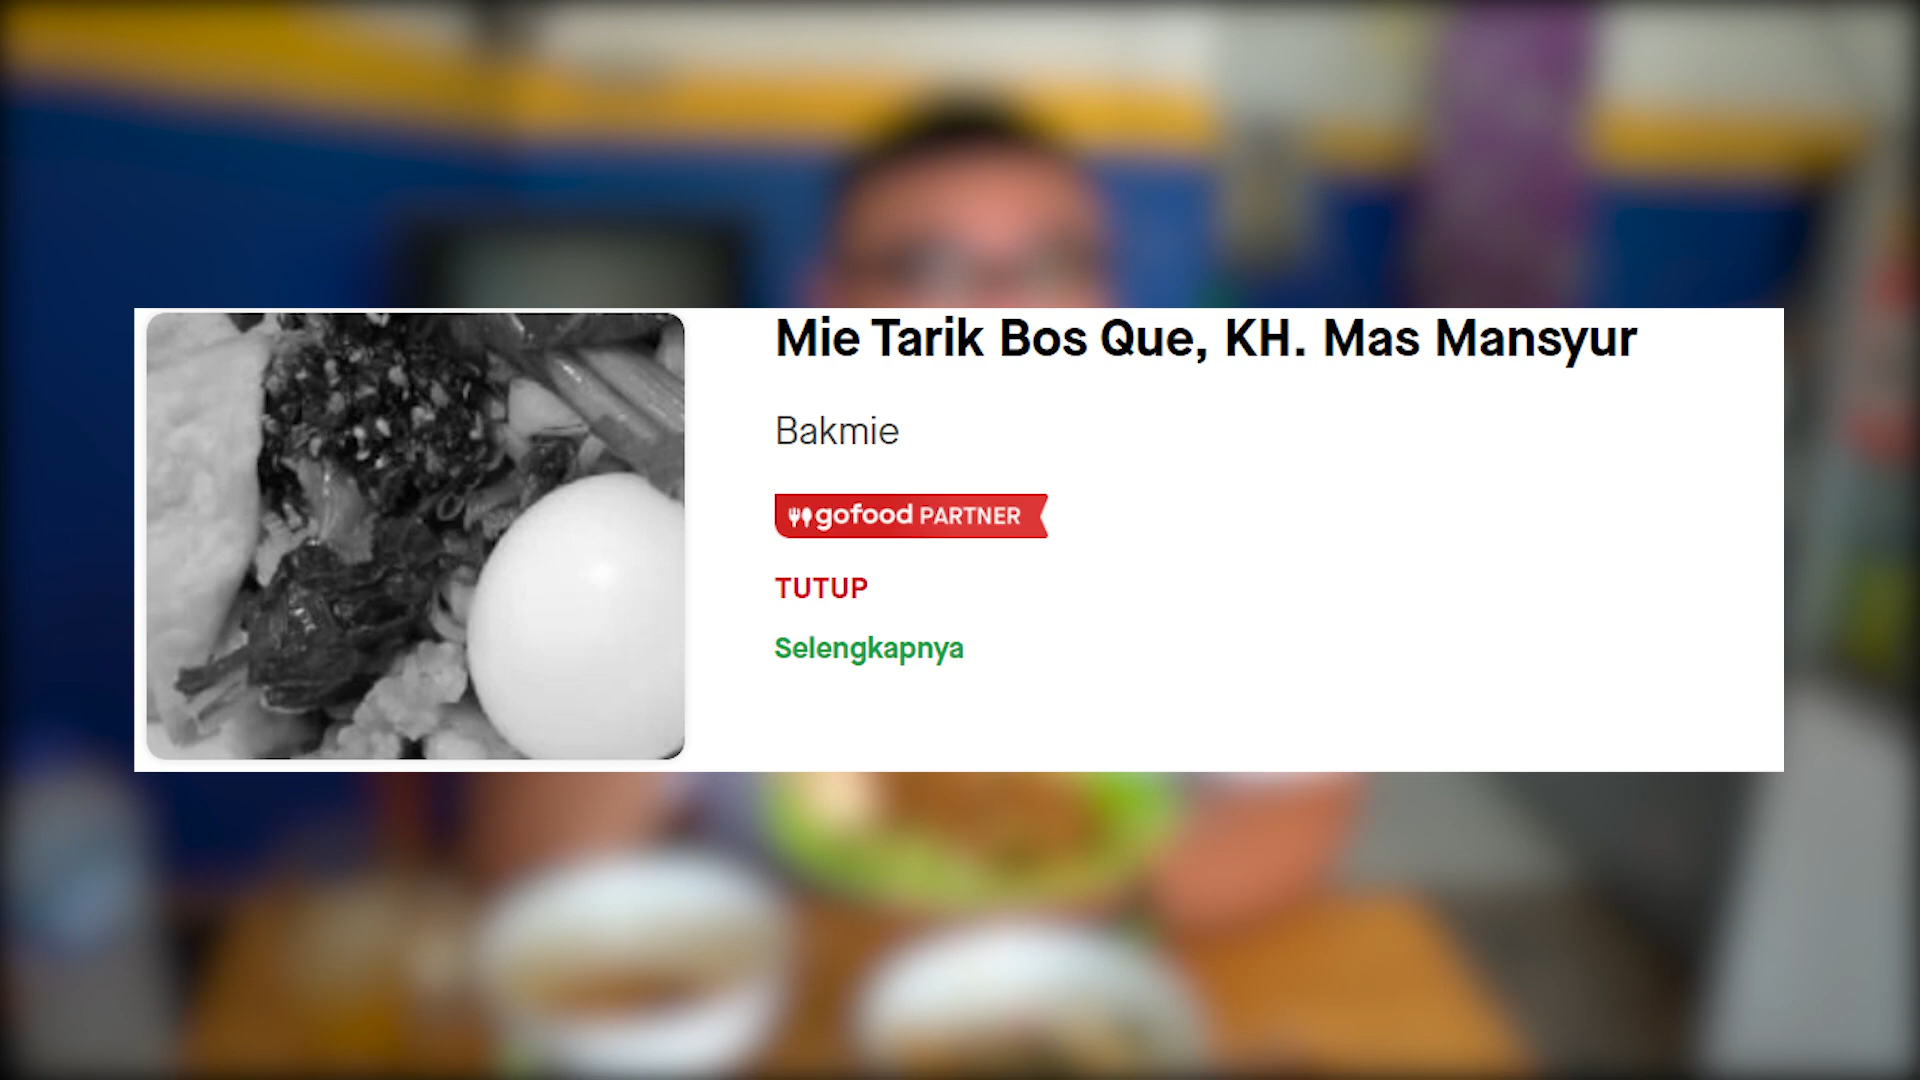 Mie Tarik Bos Que, KH. Mas Mansyur
Bakmie
gofood PARTNER
TUTUP
Selengkapnya